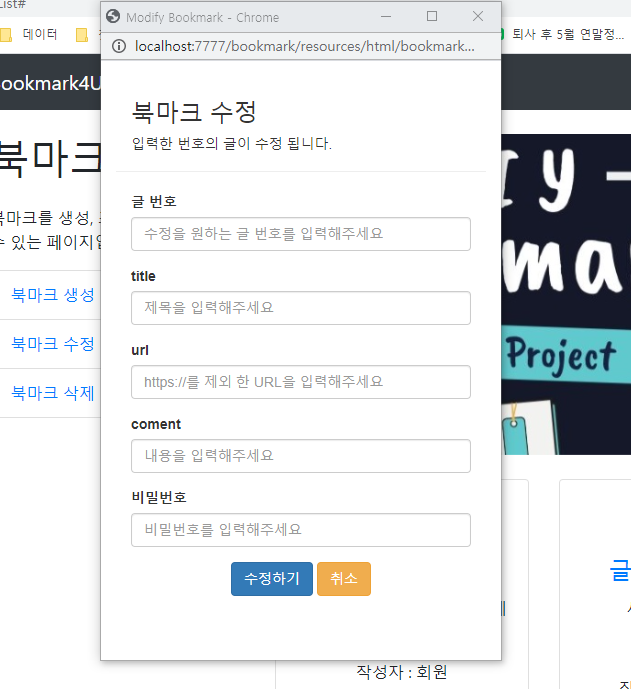 List#
Modify Bookmark - Chrome
데이터
localhost:7777/bookmark/resources/html/bookmark...
퇴사 후 5월 연말정...
ookmark4U
북마크
북마크 수정
입력한 번호의 글이 수정 됩니다.
북마크를 생성,
수 있는 페이지입
북마크 생성
북마크 수정
북마크 삭제
글 번호
수정을 원하는 글 번호를 입력해주세요
title
제목을 입력해주세요
url
https://를 제외 한 URL을 입력해주세요
coment
내용을 입력해주세요
비밀번호
비밀번호를 입력해주세요
수정하기
취소
I Y
mar
Project
글
작성자 : 회원